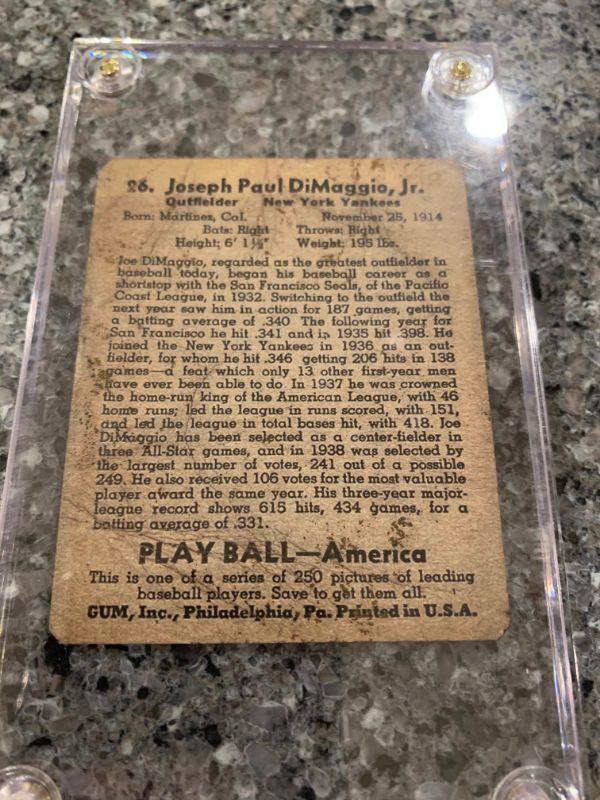 26. Joseph Paul DiMaggio, Jr.
Outfielder New York Yankees
Born: Martinez, Cal. November 25, 1914
Bats: Right Throws: Right
Height: 6' 1½" Weight: 195 lbs.
Joe DiMaggio, regarded as the greatest outfielder in
baseball today, began his baseball career as a
shortstop with the San Francisco Seals, of the Pacific
Coast League, in 1932. Switching to the outfield the
next year saw him in action for 187 games, getting
a batting average of .340 The following year for
San Francisco he hit .341 and in 1935 hit .398. He
joined the New York Yankees in 1936 as an out-
fielder, for whom he hit .346 getting 206 hits in 138
games—a feat which only 13 other first-year men
have ever been able to do. In 1937 he was crowned
the home-run king of the American League, with 46
home runs; led the league in runs scored, with 151,
and led the league in total bases hit, with 418. Joe
DiMaggio has been selected as a center-fielder in
three All-Star games, and in 1938 was selected by
the largest number of votes, 241 out of a possible
249. He also received 106 votes for the most valuable
player award the same year. His three-year major-
league record shows 615 hits, 434 games, for a
batting average of .331.
PLAY BALL—America
This is one of a series of 250 pictures of leading
baseball players. Save to get them all.
GUM, Inc., Philadelphia, Pa. Printed in U.S.A.